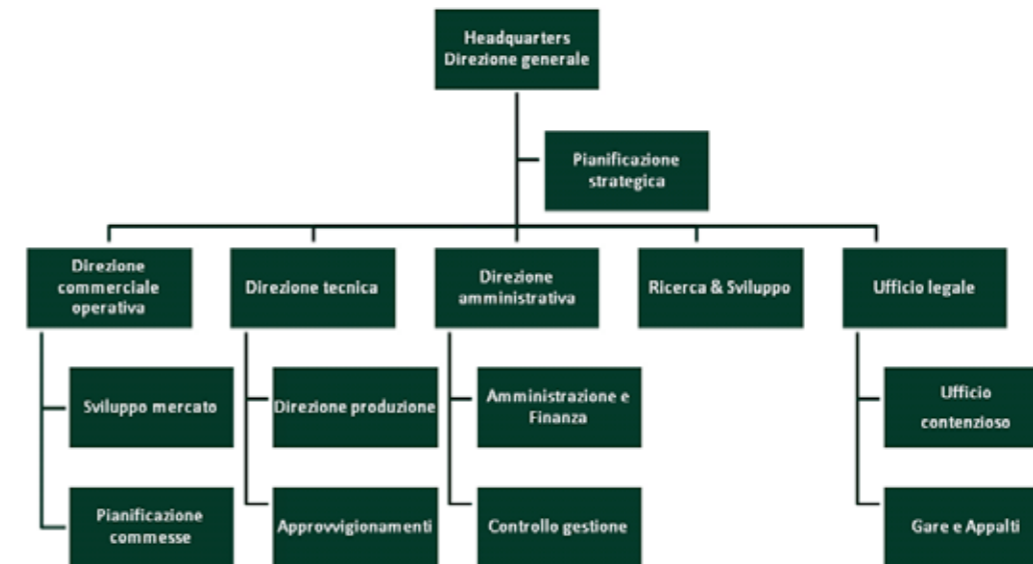 Headquarters
Direzione generale
Pianificazione
strategica
Direzione
commerciale
operativa
Direzione tecnica
Direzione
amministrativa
Ricerca & Sviluppo
Ufficio legale
Sviluppo mercato
Direzione produzione
Amministrazione e
Finanza
Ufficio
contenzioso
Pianificazione
commesse
Approvvigionamenti
Controllo gestione
Gare e Appalti